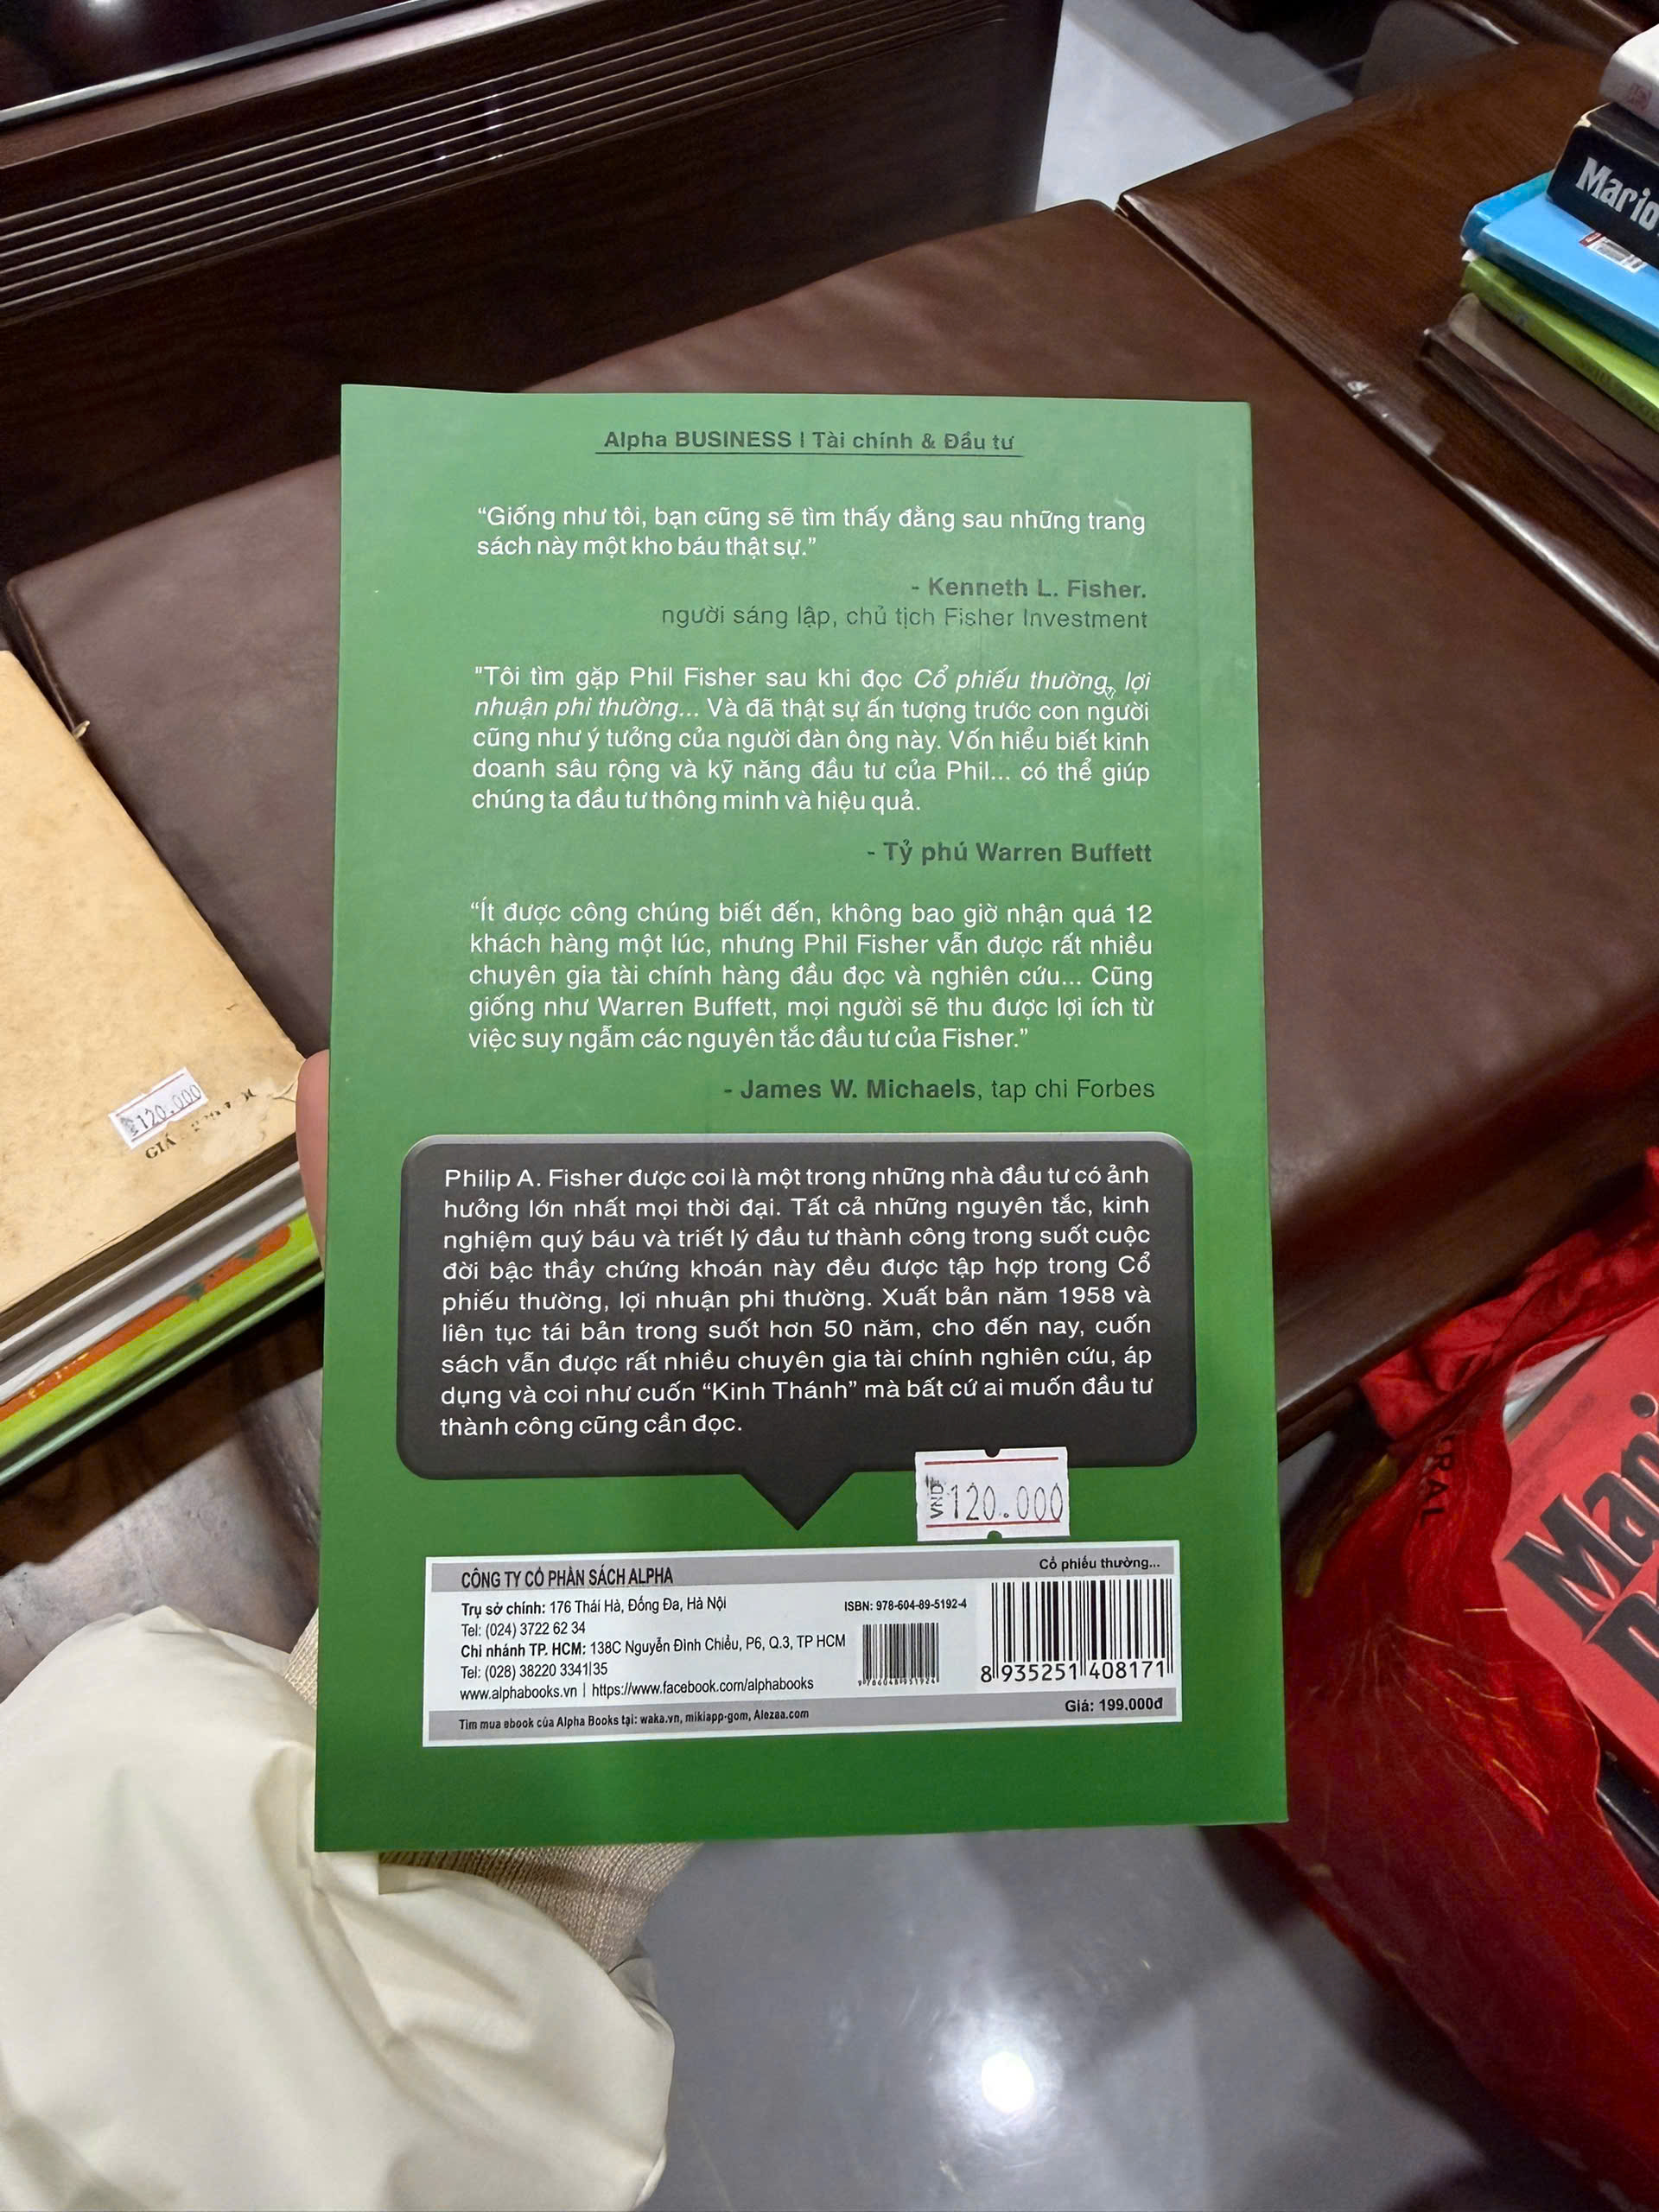 Alpha BUSINESS | Tài chính & Đầu tư
“Giống như tôi, bạn cũng sẽ tìm thấy đằng sau những trang
sách này một kho báu thật sự.”
- Kenneth L. Fisher.
người sáng lập, chủ tịch Fisher Investment
"Tôi tìm gặp Phil Fisher sau khi đọc Cổ phiếu thường, lợi
nhuận phi thường... Và đã thật sự ấn tượng trước con người
cũng như ý tưởng của người đàn ông này. Vốn hiểu biết kinh
doanh sâu rộng và kỹ năng đầu tư của Phil... có thể giúp
chúng ta đầu tư thông minh và hiệu quả.
- Tỷ phú Warren Buffett
“Ít được công chúng biết đến, không bao giờ nhận quá 12
khách hàng một lúc, nhưng Phil Fisher vẫn được rất nhiều
chuyên gia tài chính hàng đầu đọc và nghiên cứu... Cũng
giống như Warren Buffett, mọi người sẽ thu được lợi ích từ
việc suy ngẫm các nguyên tắc đầu tư của Fisher.”
- James W. Michaels, tap chi Forbes
Philip A. Fisher được coi là một trong những nhà đầu tư có ảnh
hưởng lớn nhất mọi thời đại. Tất cả những nguyên tắc, kinh
nghiệm quý báu và triết lý đầu tư thành công trong suốt cuộc
đời bậc thầy chứng khoán này đều được tập hợp trong Cổ
phiếu thường, lợi nhuận phi thường. Xuất bản năm 1958 và
liên tục tái bản trong suốt hơn 50 năm, cho đến nay, cuốn
sách vẫn được rất nhiều chuyên gia tài chính nghiên cứu, áp
dụng và coi như cuốn “Kinh Thánh” mà bất cứ ai muốn đầu tư
thành công cũng cần đọc.
VND 120.000
CÔNG TY CỔ PHẦN SÁCH ALPHA
Cổ phiếu thường...
Trụ sở chính: 176 Thái Hà, Đống Đa, Hà Nội
Tel: (024) 3722 62 34
Chi nhánh TP. HCM: 138C Nguyễn Đình Chiểu, P6, Q.3, TP HCM
Tel: (028) 38220 334|35
www.alphabooks.vn | https://www.facebook.com/alphabooks
Tìm mua ebook của Alpha Books tại: waka.vn, mikiapp-gom, Alezaa.com
ISBN: 978-604-89-5192-4
9 786048 951924
8 935251 408171
Giá: 199.000đ
120.000
GIÁ
Mario